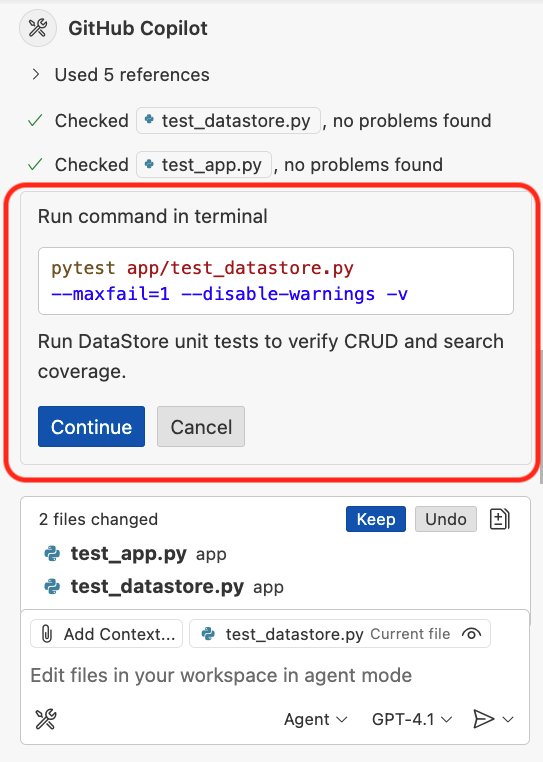 GitHub Copilot
Used 5 references
Checked test_datastore.py , no problems found
Checked test_app.py , no problems found
Run command in terminal
pytest app/test_datastore.py
--maxfail=1 --disable-warnings -v
Run DataStore unit tests to verify CRUD and search
coverage.
Continue Cancel
2 files changed Keep Undo
test_app.py app
test_datastore.py app
Add Context... test_datastore.py Current file
Edit files in your workspace in agent mode
Agent GPT-4.1